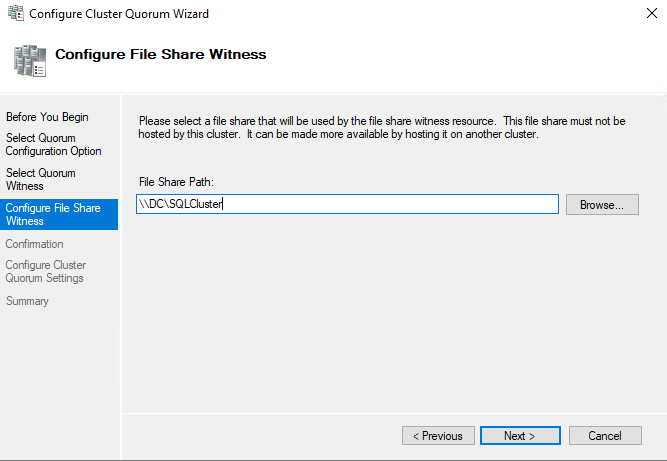 Configure Cluster Quorum Wizard
Configure File Share Witness
Before You Begin
Select Quorum
Configuration Option
Select Quorum
Witness
Configure File Share
Witness
Confirmation
Configure Cluster
Quorum Settings
Summary
Please select a file share that will be used by the file share witness resource.  This file share must not be
hosted by this cluster.  It can be made more available by hosting it on another cluster.
File Share Path:
\\DC\SQLCluster
Browse...
< Previous
Next >
Cancel